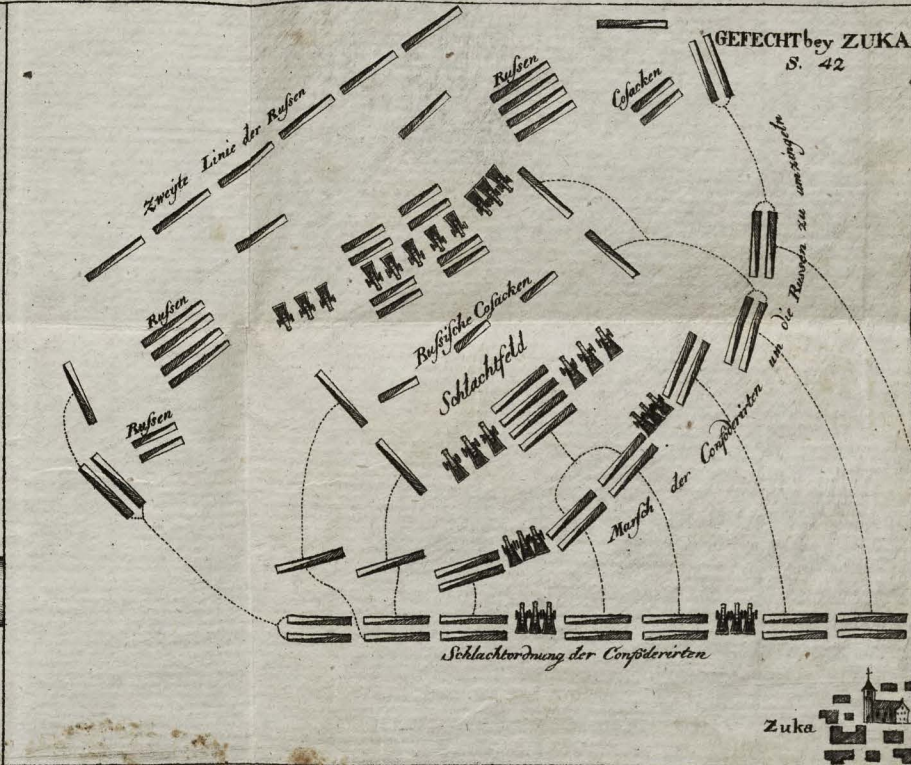 GEFECHT bey ZUKA
S. 42
Zweyte Linie der Rußen
Rußen
Cosacken
Rußen
Rußische Cosacken
Schlachtfeld
Rußen
Marsch der Conföderirten um die Russen zu umzingeln
Schlachtordnung der Conföderirten
Zuka